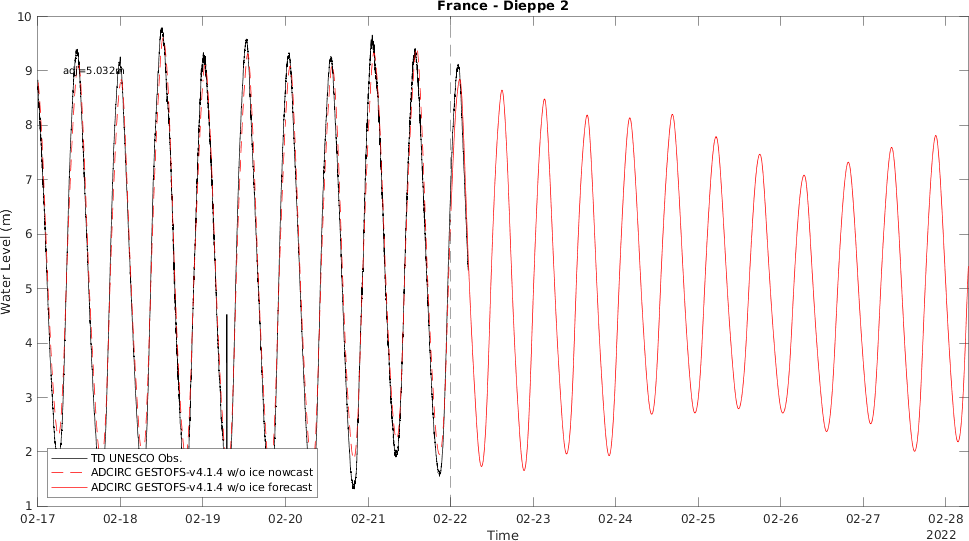 France - Dieppe 2
10
9
8
7
6
5
4
3
2
1
Water Level (m)
adj=5.032m
TD UNESCO Obs.
ADCIRC GESTOFS-v4.1.4 w/o ice nowcast
ADCIRC GESTOFS-v4.1.4 w/o ice forecast
02-17 02-18 02-19 02-20 02-21 02-22 02-23 02-24 02-25 02-26 02-27 02-28
2022
Time